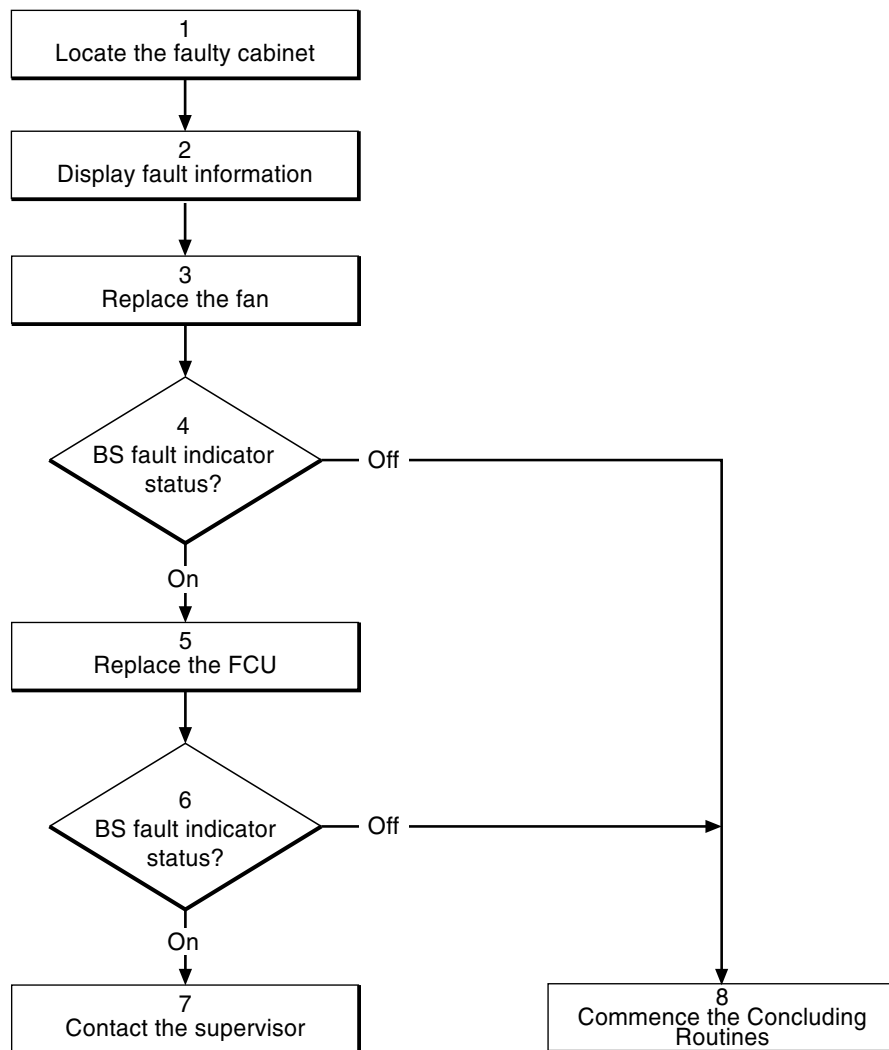 1
Locate the faulty cabinet
2
Display fault information
3
Replace the fan
4
BS fault indicator
status?
Off
On
5
Replace the FCU
6
BS fault indicator
status?
Off
On
7
Contact the supervisor
8
Commence the Concluding
Routines